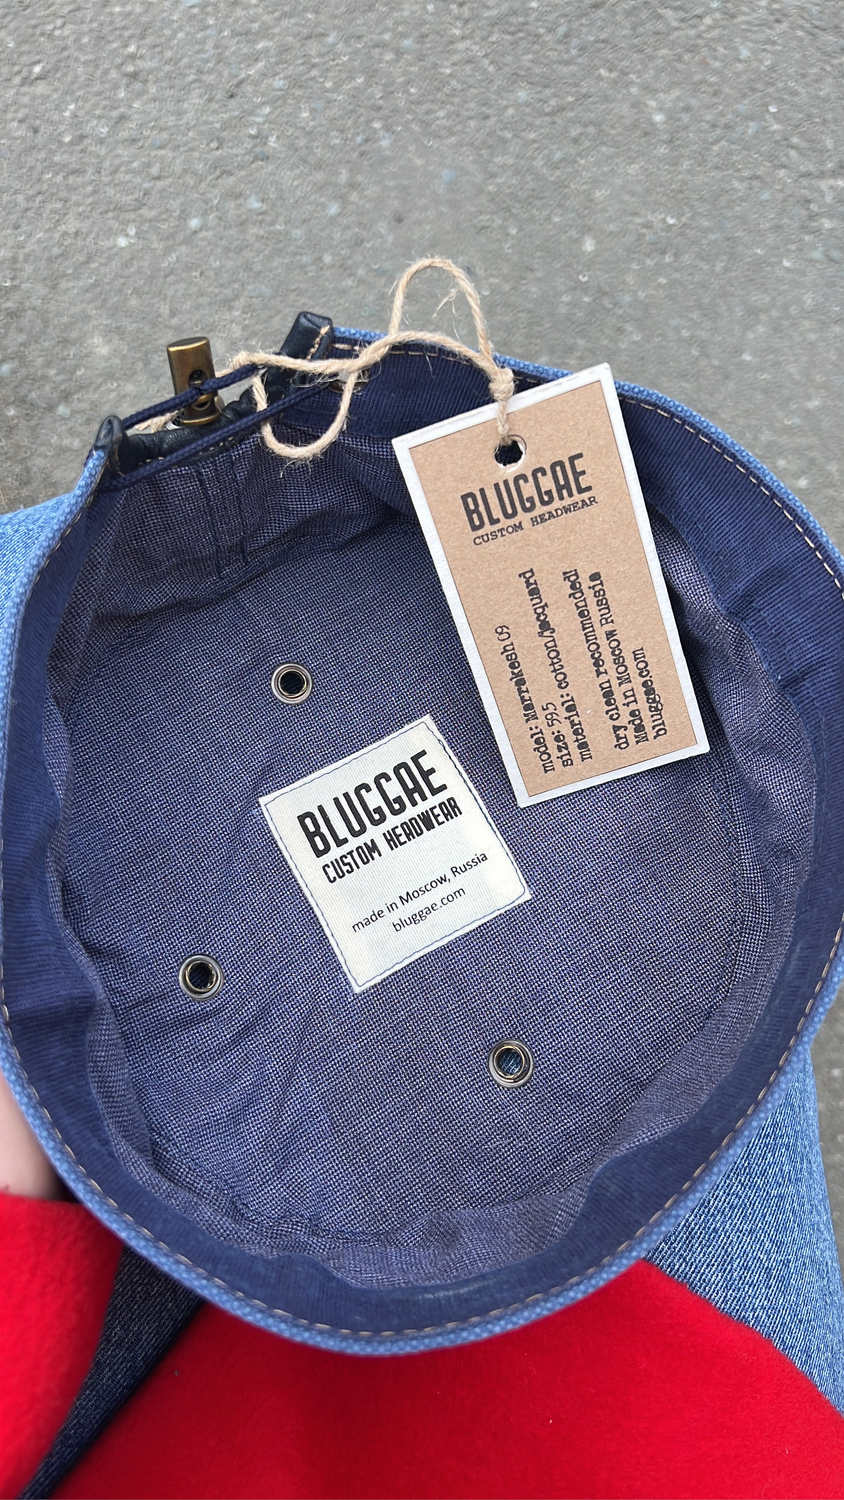 BLUGGAE
CUSTOM HEADWEAR
model: Marrakesh 09
size: 59,5
material: cotton/jacquard
dry clean recommended!
Made in Moscow Russia
bluggae.com
BLUGGAE
CUSTOM HEADWEAR
made in Moscow, Russia
bluggae.com